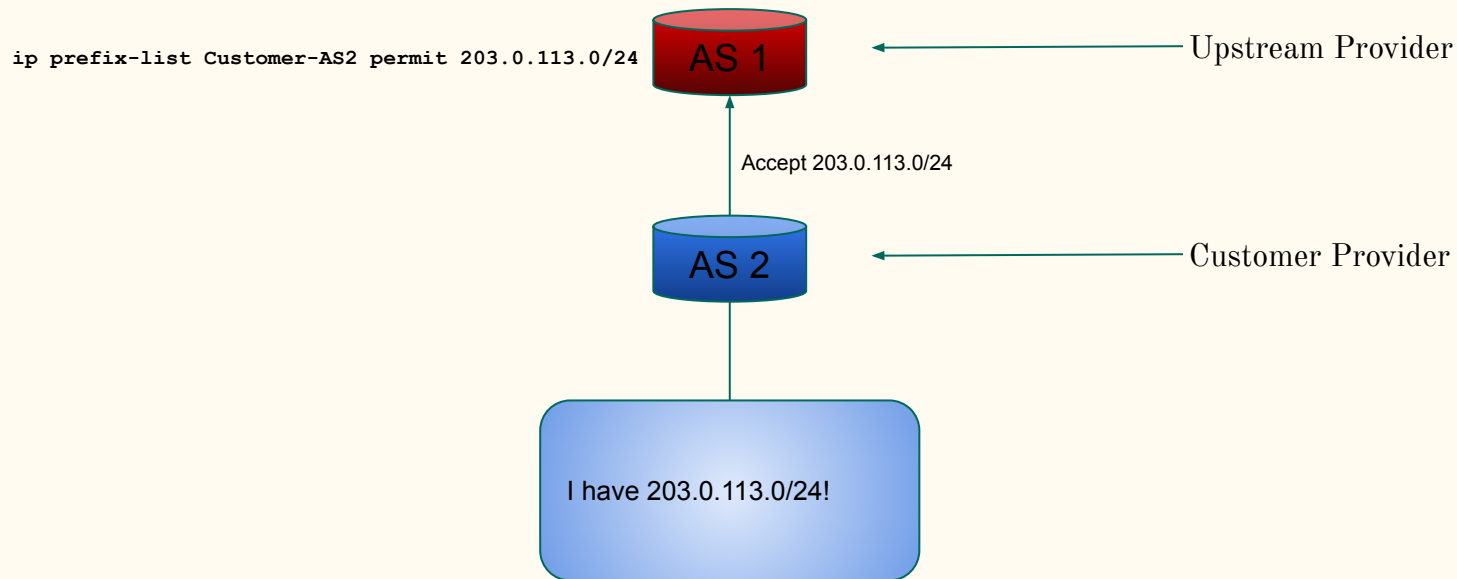 ip prefix-list Customer-AS2 permit 203.0.113.0/24
AS 1
Upstream Provider
Accept 203.0.113.0/24
AS 2
Customer Provider
I have 203.0.113.0/24!